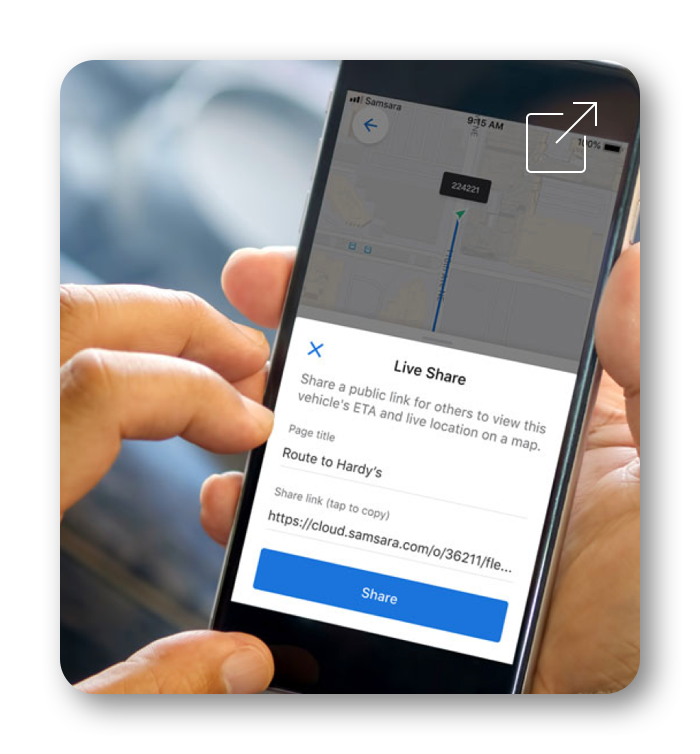 Samsara
9:15 AM
100%
224221
Live Share
Share a public link for others to view this
vehicle's ETA and live location on a map.
Page title
Route to Hardy's
Share link (tap to copy)
https://cloud.samsara.com/o/36211/fle...
Share